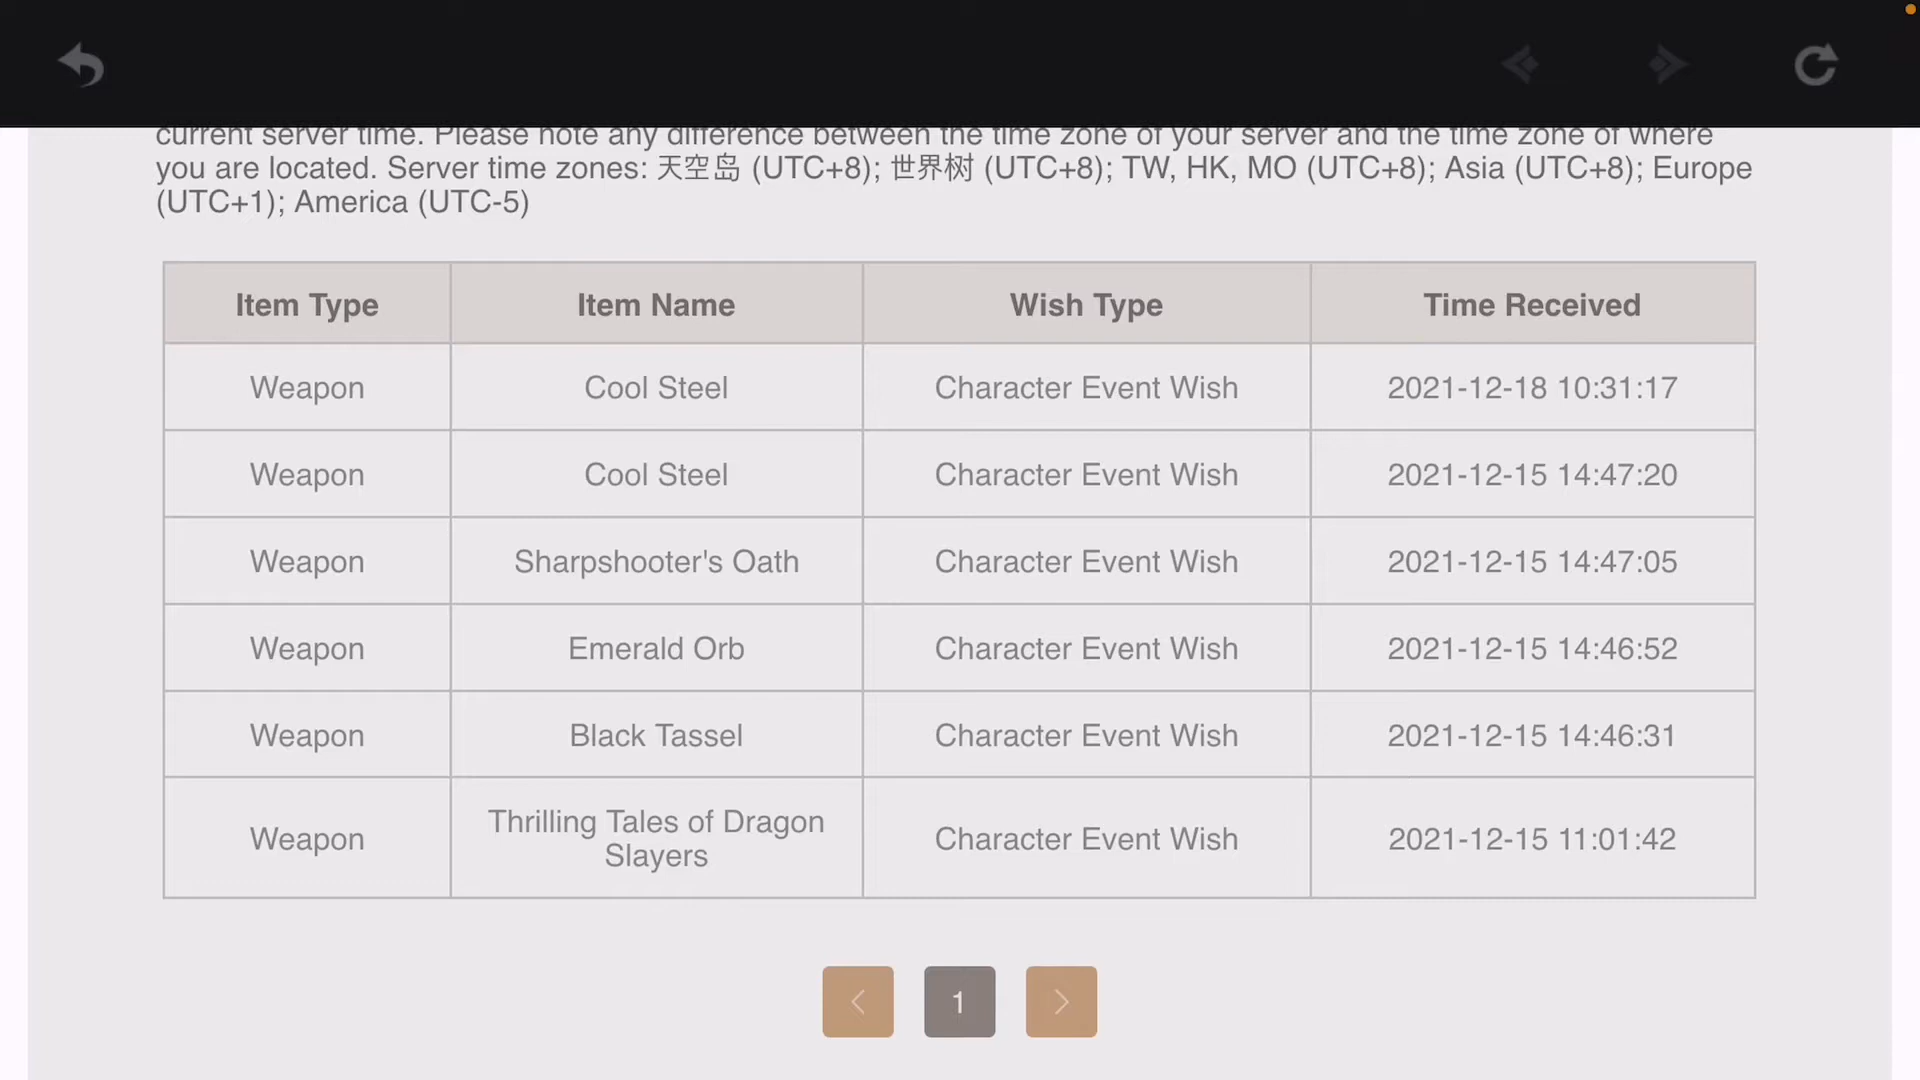 current server time. Please note any difference between the time zone of your server and the time zone of where
you are located. Server time zones: 天空岛 (UTC+8); 世界树 (UTC+8); TW, HK, MO (UTC+8); Asia (UTC+8); Europe
(UTC+1); America (UTC-5)
Item Type Item Name Wish Type Time Received
Weapon Cool Steel Character Event Wish 2021-12-18 10:31:17
Weapon Cool Steel Character Event Wish 2021-12-15 14:47:20
Weapon Sharpshooter's Oath Character Event Wish 2021-12-15 14:47:05
Weapon Emerald Orb Character Event Wish 2021-12-15 14:46:52
Weapon Black Tassel Character Event Wish 2021-12-15 14:46:31
Weapon Thrilling Tales of Dragon Slayers Character Event Wish 2021-12-15 11:01:42
1